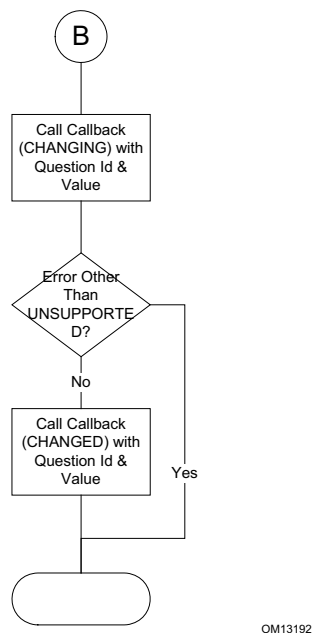 B
Call Callback
(CHANGING) with
Question Id &
Value
Error Other
Than
UNSUPPORTE
D?
No
Call Callback
(CHANGED) with
Question Id &
Value
Yes
OM13192